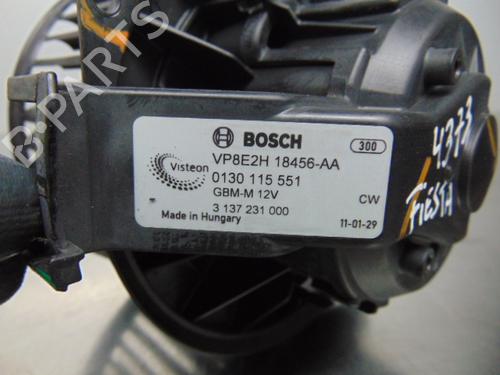 B-PARTS
BOSCH
300
Visteon
VP8E2H 18456-AA
0130 115 551
GBM-M 12V
CW
3 137 231 000
Made in Hungary
11-01-29
4373
FIESTA